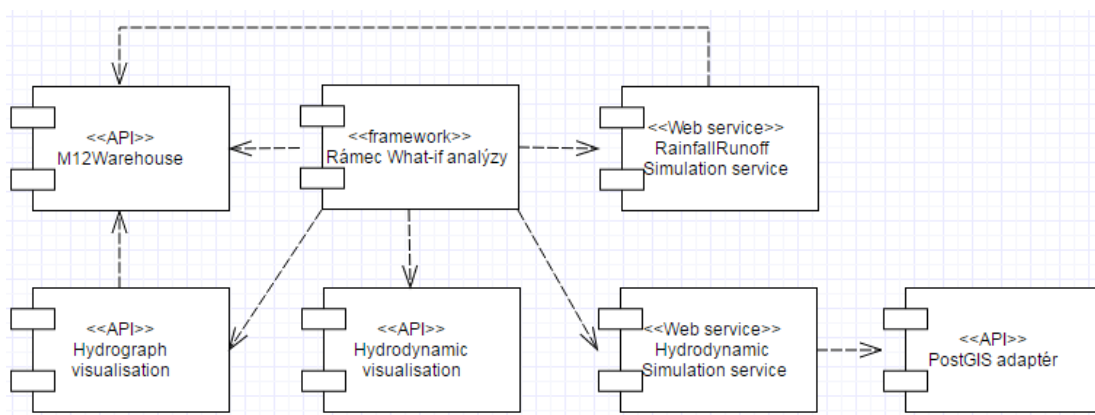 <<API>>
M12Warehouse
<<framework>>
Rámec What-if analýzy
<<Web service>>
RainfallRunoff
Simulation service
<<API>>
Hydrograph
visualisation
<<API>>
Hydrodynamic
visualisation
<<Web service>>
Hydrodynamic
Simulation service
<<API>>
PostGIS adaptér